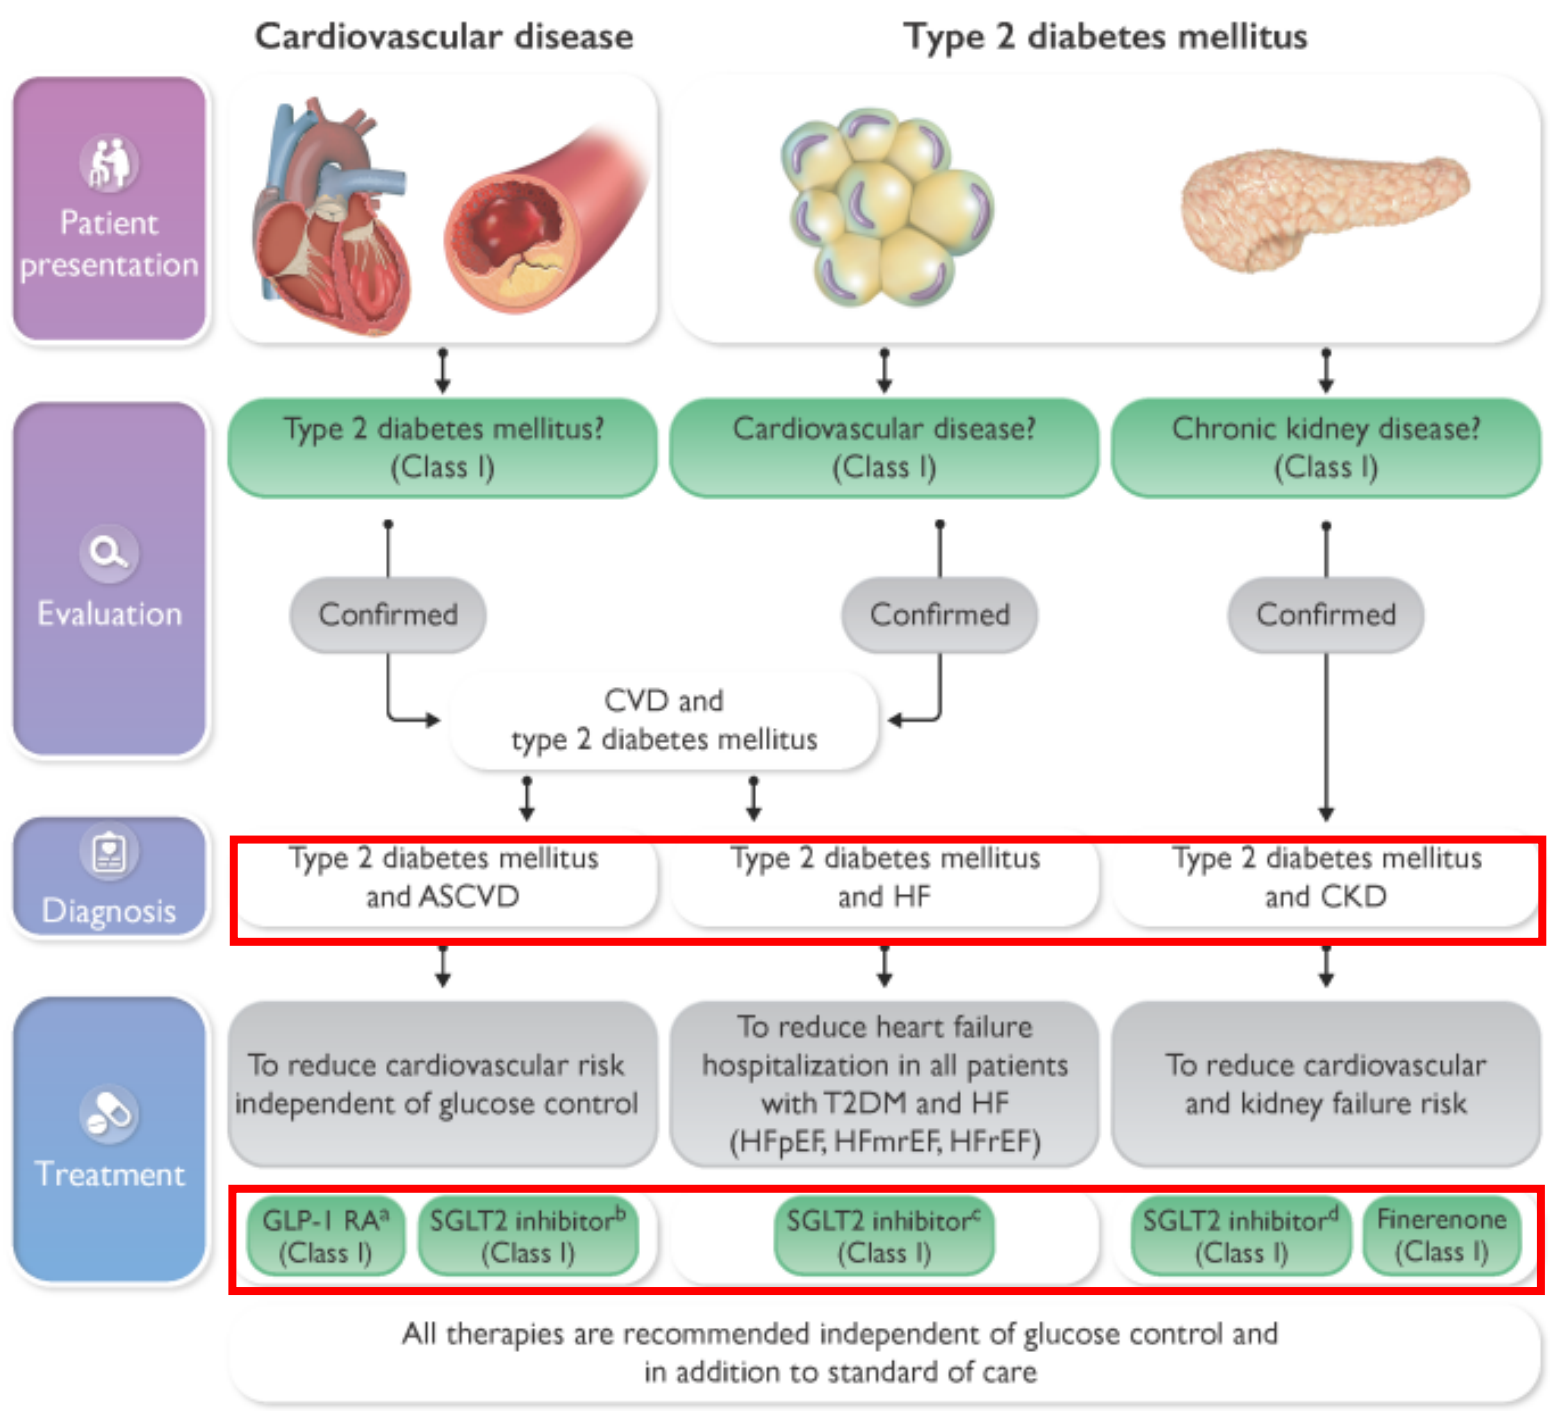 Cardiovascular disease
Type 2 diabetes mellitus
Patient
presentation
Evaluation
Type 2 diabetes mellitus?
(Class I)
Cardiovascular disease?
(Class I)
Chronic kidney disease?
(Class I)
Confirmed
Confirmed
Confirmed
CVD and
type 2 diabetes mellitus
Diagnosis
Type 2 diabetes mellitus
and ASCVD
Type 2 diabetes mellitus
and HF
Type 2 diabetes mellitus
and CKD
Treatment
To reduce cardiovascular risk
independent of glucose control
To reduce heart failure
hospitalization in all patients
with T2DM and HF
(HFpEF, HFmrEF, HFrEF)
To reduce cardiovascular
and kidney failure risk
GLP-1 RAᵃ
(Class I)
SGLT2 inhibitorᵇ
(Class I)
SGLT2 inhibitorᶜ
(Class I)
SGLT2 inhibitorᵈ
(Class I)
Finerenone
(Class I)
All therapies are recommended independent of glucose control and
in addition to standard of care